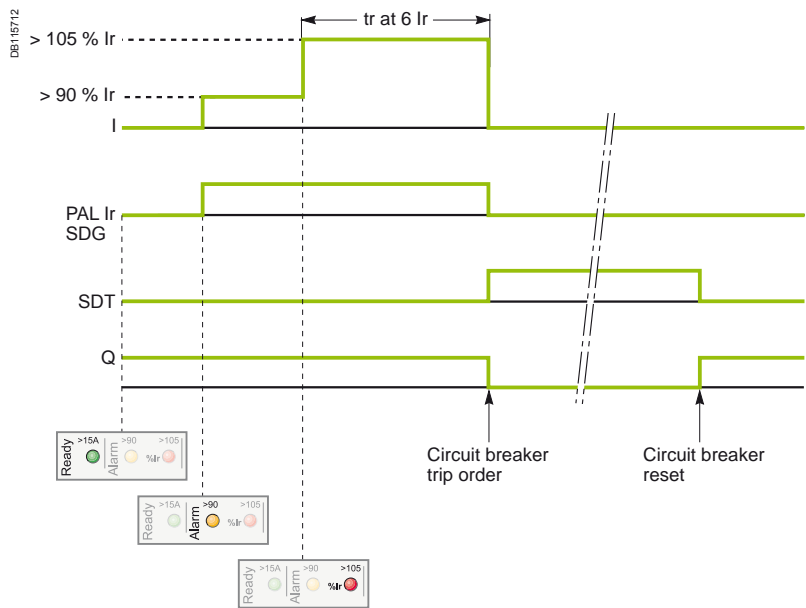 DB115712
tr at 6 Ir
> 105 % Ir
> 90 % Ir
I
PAL Ir
SDG
SDT
Q
Circuit breaker
trip order
Circuit breaker
reset
Ready >15A Alarm >90 %Ir >105
Ready >15A Alarm >90 %Ir >105
Ready >15A Alarm >90 %Ir >105